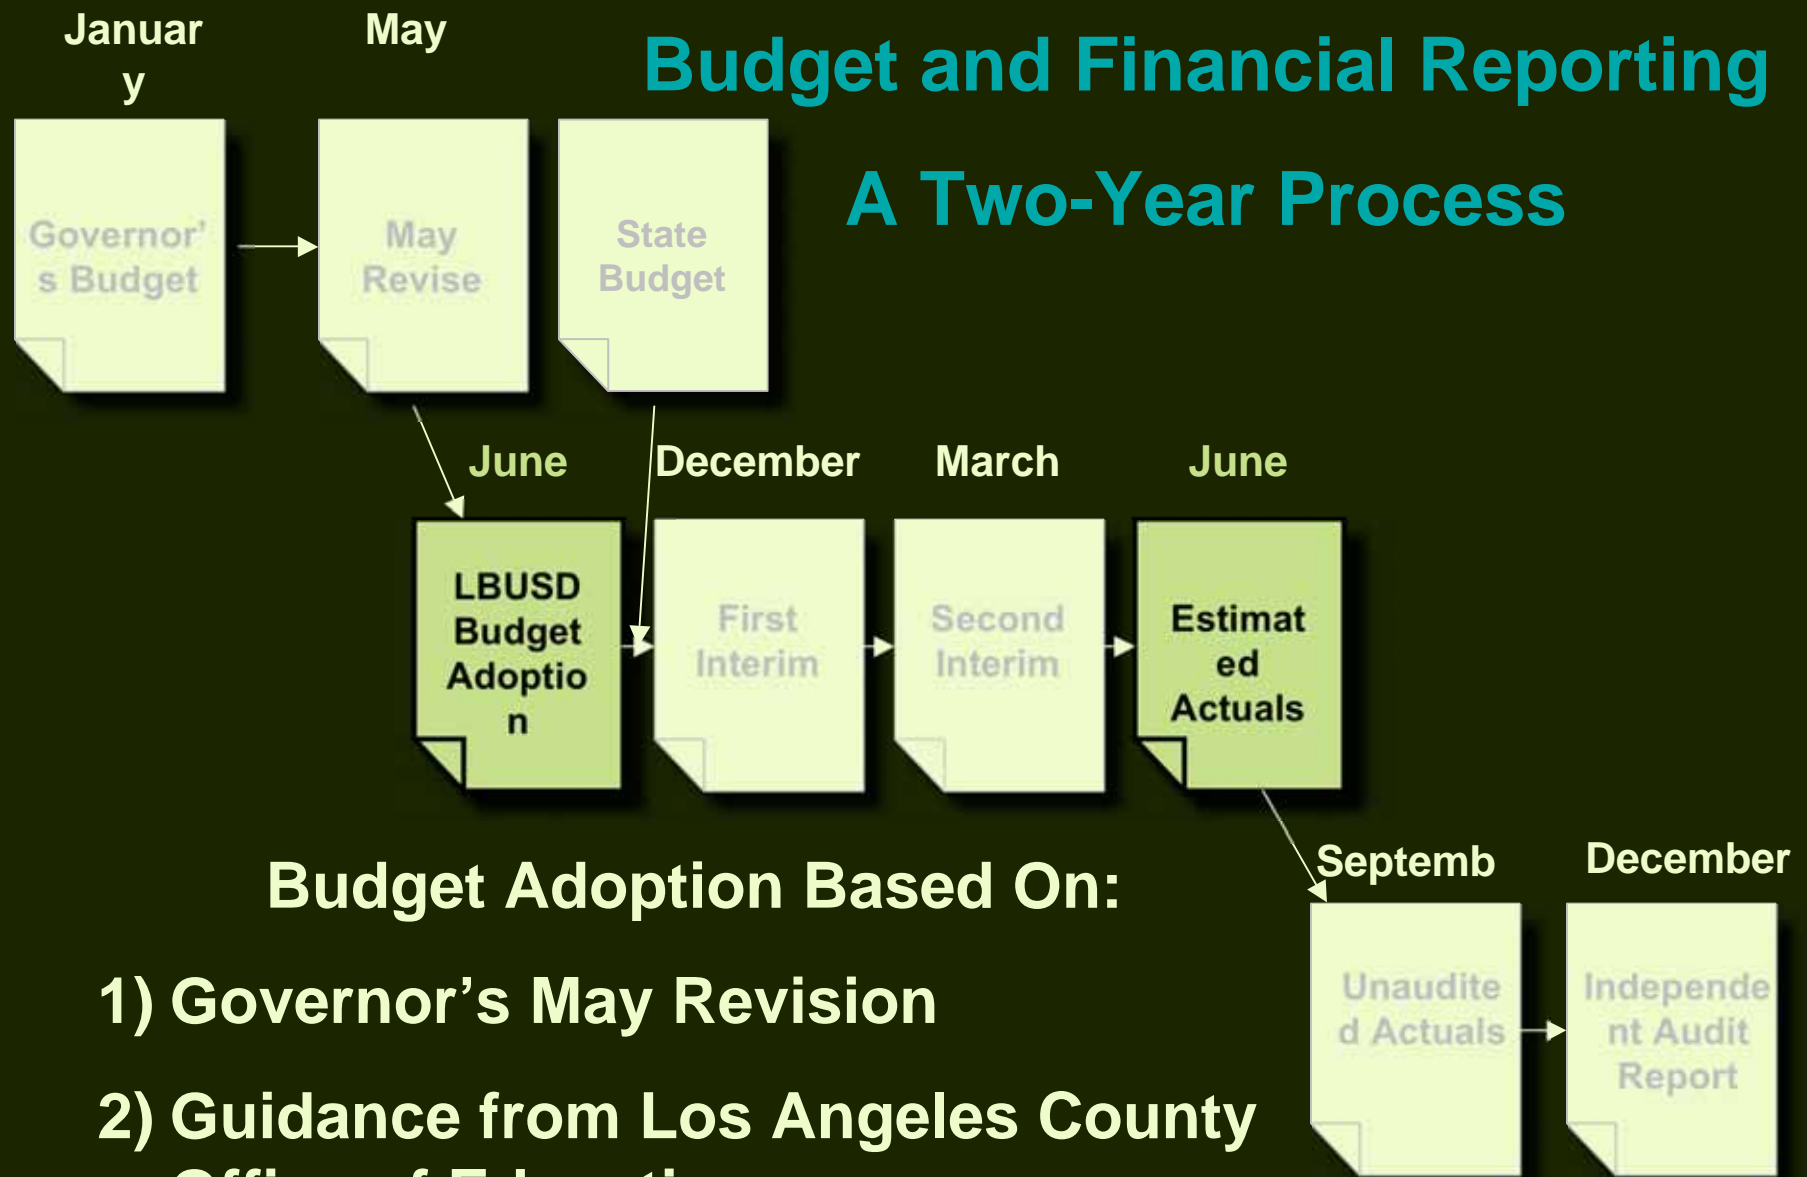 Januar
y
May
Budget and Financial Reporting
A Two-Year Process
Governor'
s Budget
May
Revise
State
Budget
June
December
March
June
LBUSD
Budget
Adoptio
n
First
Interim
Second
Interim
Estimat
ed
Actuals
Budget Adoption Based On:
1) Governor’s May Revision
2) Guidance from Los Angeles County
Septemb
December
Unaudite
d Actuals
Independe
nt Audit
Report